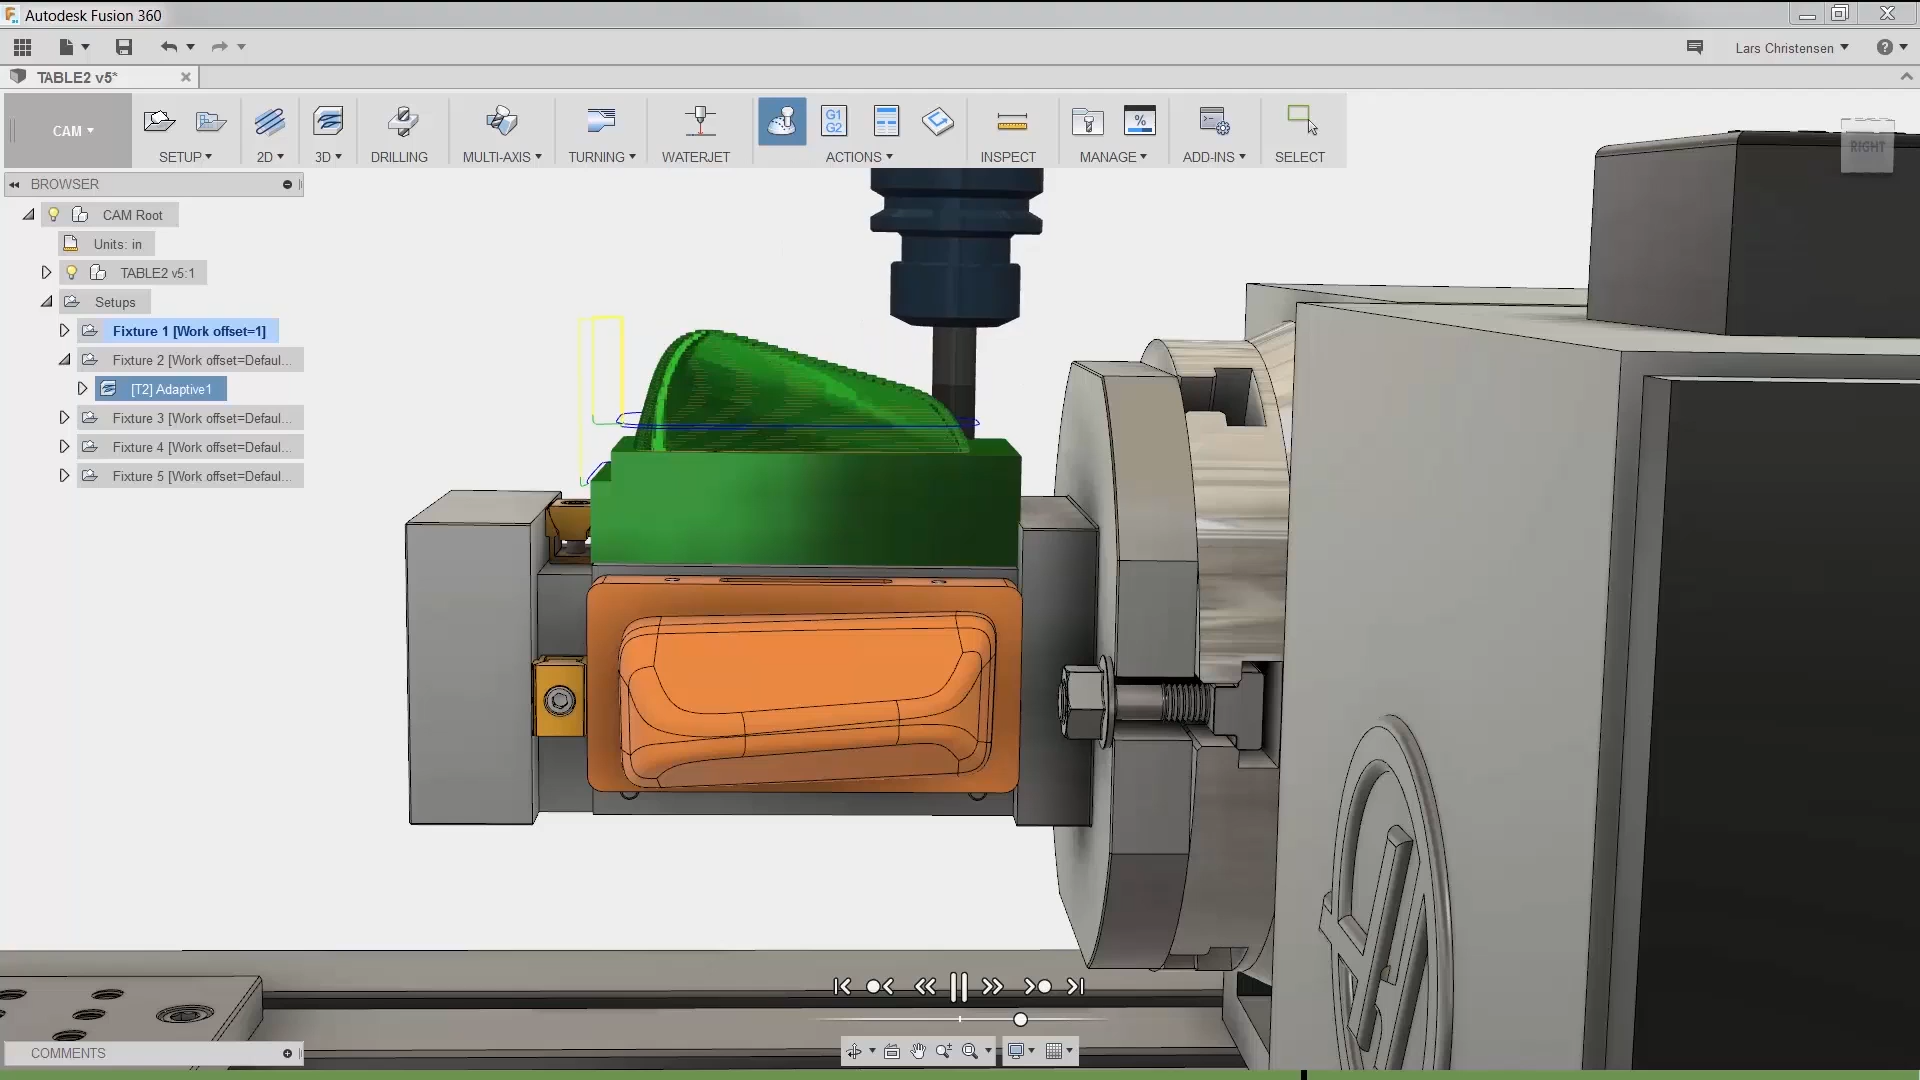 Autodesk Fusion 360
Lars Christensen
TABLE2 v5*
CAM
SETUP
2D
3D
DRILLING
MULTI-AXIS
TURNING
WATERJET
G1
G2
ACTIONS
INSPECT
%
MANAGE
ADD-INS
SELECT
RIGHT
BROWSER
CAM Root
Units: in
TABLE2 v5:1
Setups
Fixture 1 [Work offset=1]
Fixture 2 [Work offset=Defaul...
[T2] Adaptive1
Fixture 3 [Work offset=Defaul...
Fixture 4 [Work offset=Defaul...
Fixture 5 [Work offset=Defaul...
COMMENTS